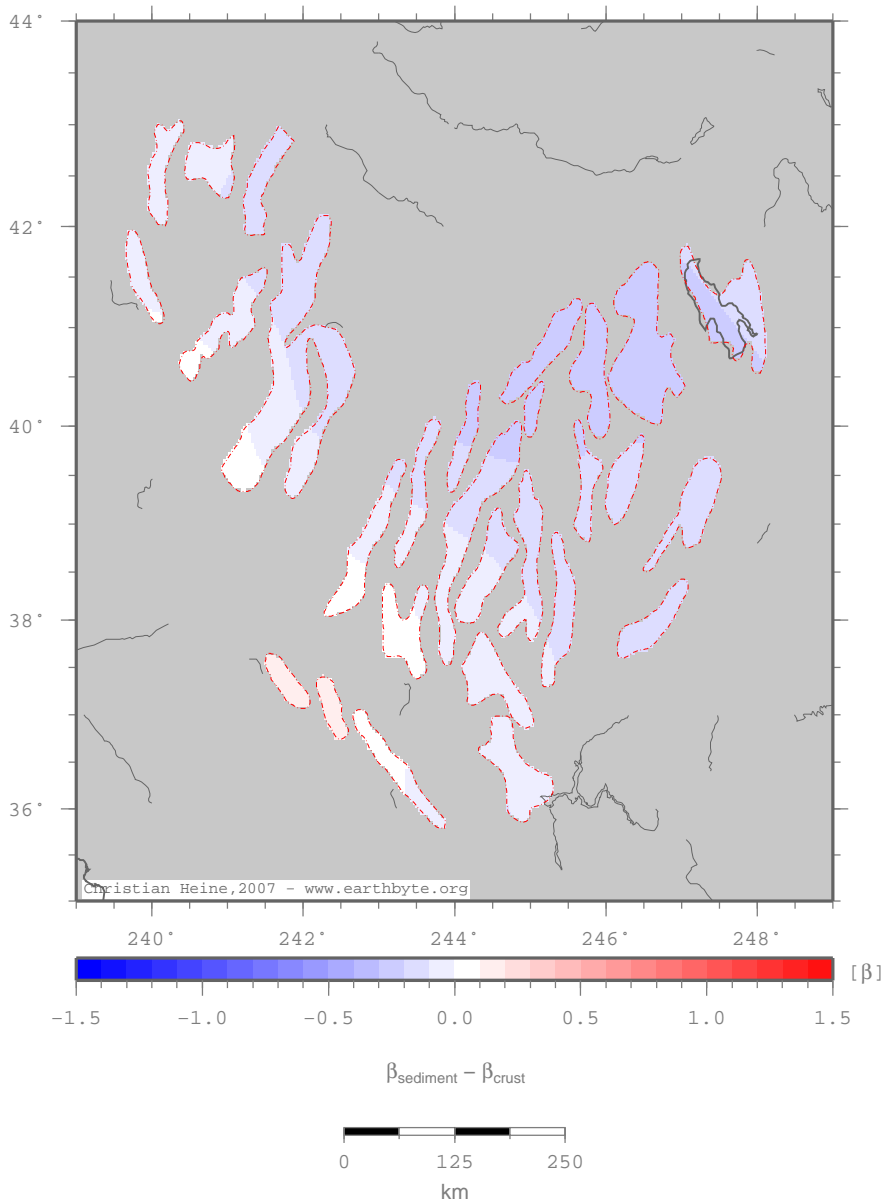 44°
42°
40°
38°
36°
Christian Heine,2007 - www.earthbyte.org
240° 242° 244° 246° 248°
[β]
-1.5 -1.0 -0.5 0.0 0.5 1.0 1.5
βsediment − βcrust
0 125 250
km